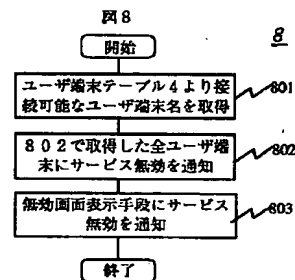 図8
8
開始
ユーザ端末テーブル4より接
続可能なユーザ端末名を取得
801
802で取得した全ユーザ端
末にサービス無効を通知
802
無効画面表示手段にサービス
無効を通知
803
終了